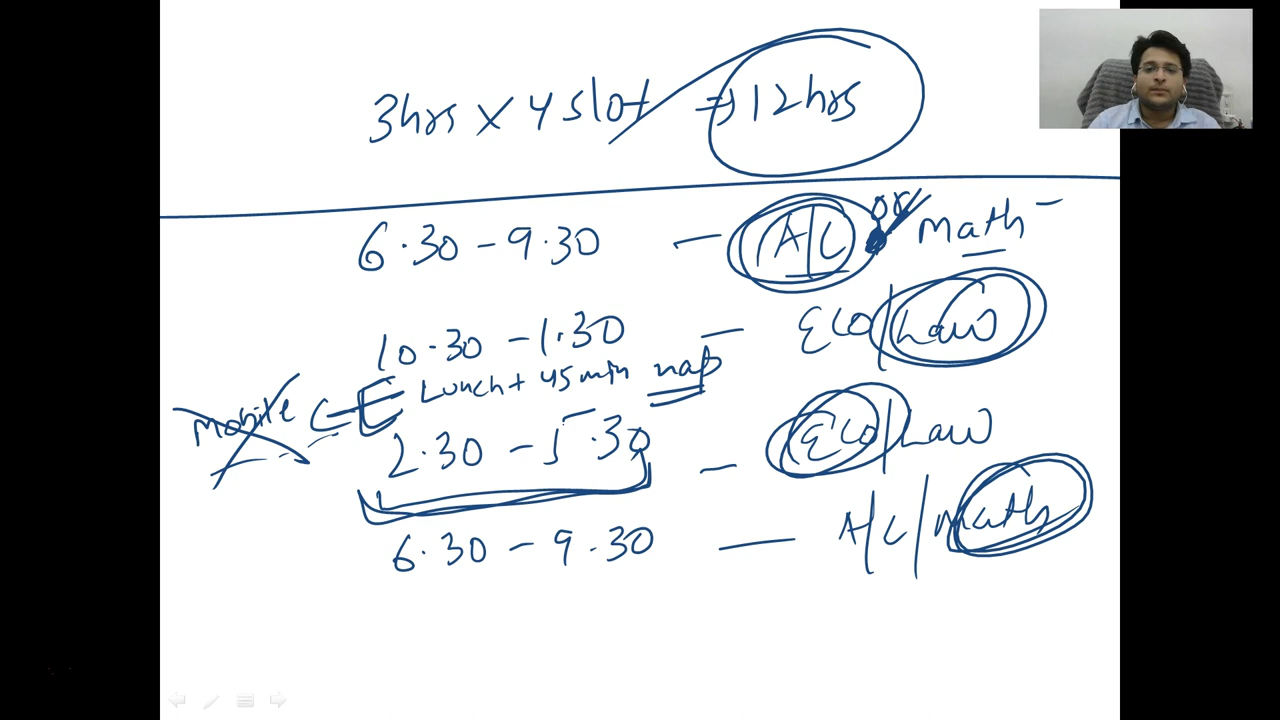 3hrs x 4 slot ⇒ 12 hrs
6.30 - 9.30 — A/C or Math
10.30 - 1.30 — Eco/Law
Lunch + 45 min nap
Mobile
2.30 - 5.30 — Eco/Law
6.30 - 9.30 — A/C/Math